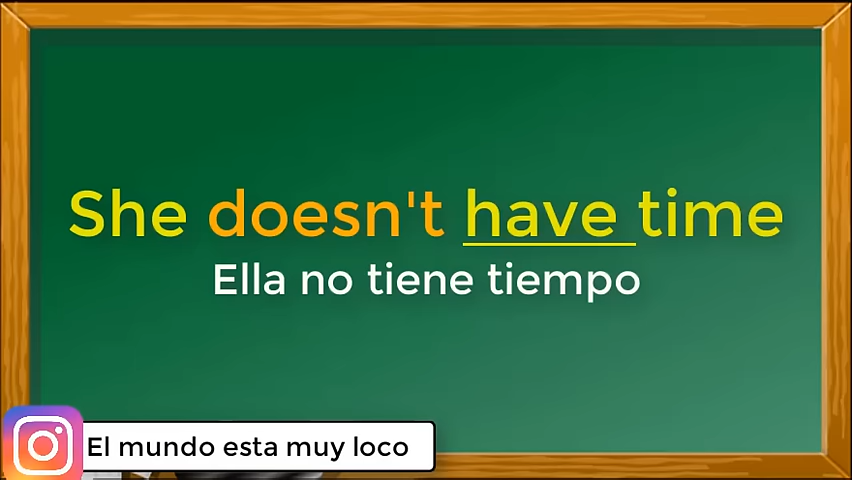 She doesn't have time
Ella no tiene tiempo
El mundo esta muy loco